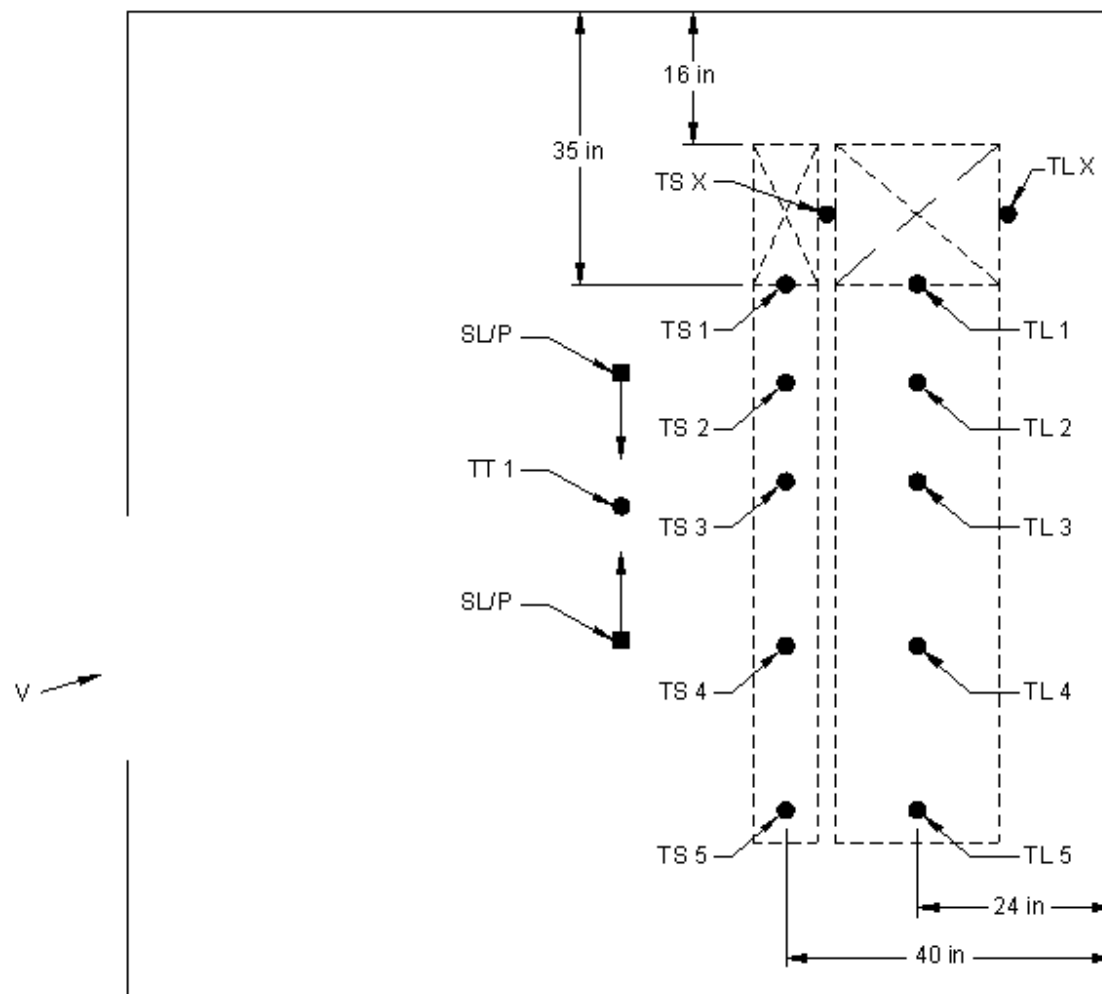 16 in
35 in
TS X
TL X
TS 1
TL 1
SL/P
TS 2
TL 2
TT 1
TS 3
TL 3
SL/P
V
TS 4
TL 4
TS 5
TL 5
24 in
40 in